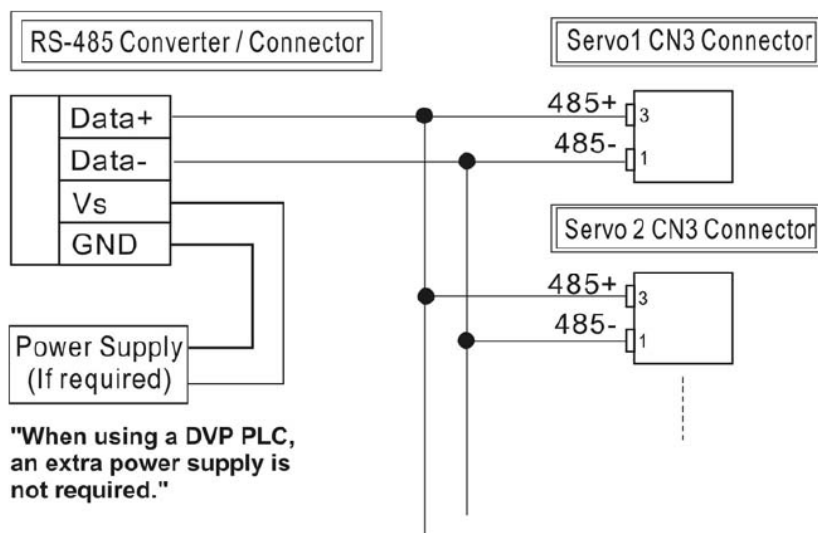 RS-485 Converter / Connector
Data+
Data-
Vs
GND
Power Supply
(If required)
"When using a DVP PLC,
an extra power supply is
not required."
Servo1 CN3 Connector
485+
3
485-
1
Servo 2 CN3 Connector
485+
3
485-
1